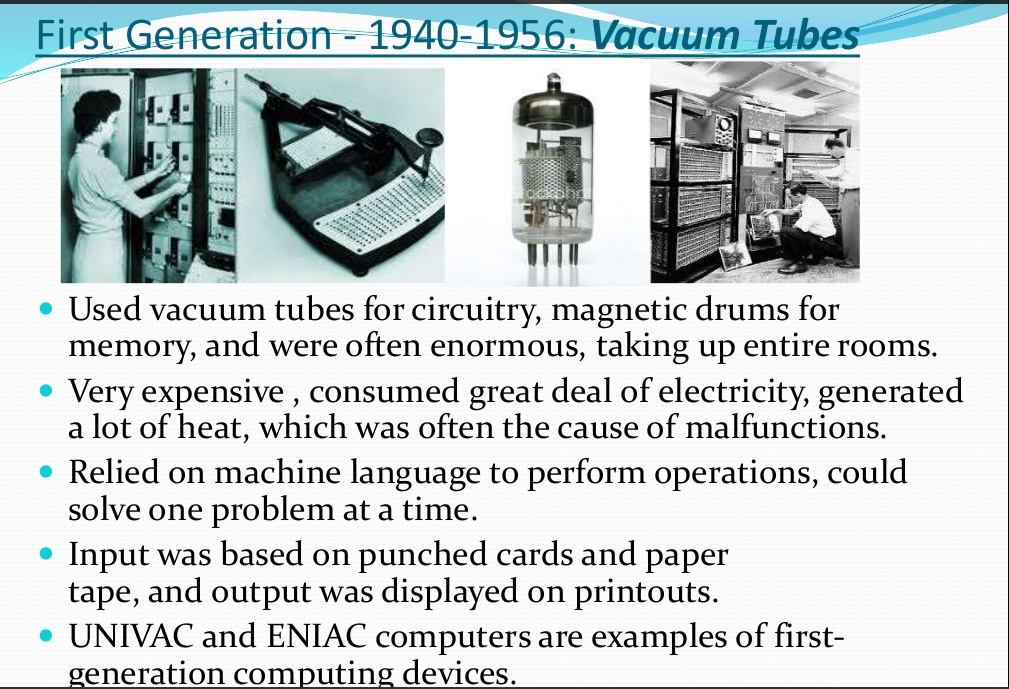 First Generation - 1940-1956: Vacuum Tubes
Used vacuum tubes for circuitry, magnetic drums for
memory, and were often enormous, taking up entire rooms.
Very expensive , consumed great deal of electricity, generated
a lot of heat, which was often the cause of malfunctions.
Relied on machine language to perform operations, could
solve one problem at a time.
Input was based on punched cards and paper
tape, and output was displayed on printouts.
UNIVAC and ENIAC computers are examples of first-
generation computing devices.